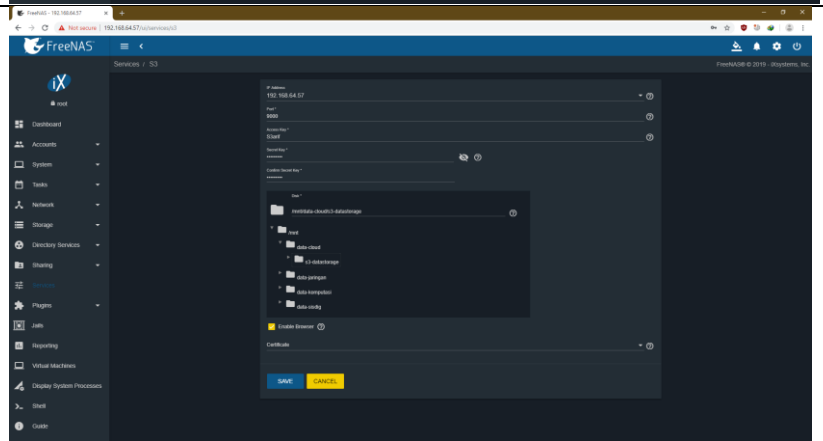 FreeNAS - 192.168.64.57
Not secure | 192.168.64.57/ui/services/s3
FreeNAS
Services / S3
FreeNAS® © 2019 - iXsystems, Inc.
iX
root
Dashboard
Accounts
System
Tasks
Network
Storage
Directory Services
Sharing
Services
Plugins
Jails
Reporting
Virtual Machines
Display System Processes
Shell
Guide
IP Address
192.168.64.57
Port *
9000
Access Key *
Secret Key *
Confirm Secret Key *
Disk *
/mnt/data-cloud/s3-datastorage
/mnt
data-cloud
s3-datastorage
data-jaringan
data-komputasi
data-config
Enable Browser
Certificate
SAVE
CANCEL